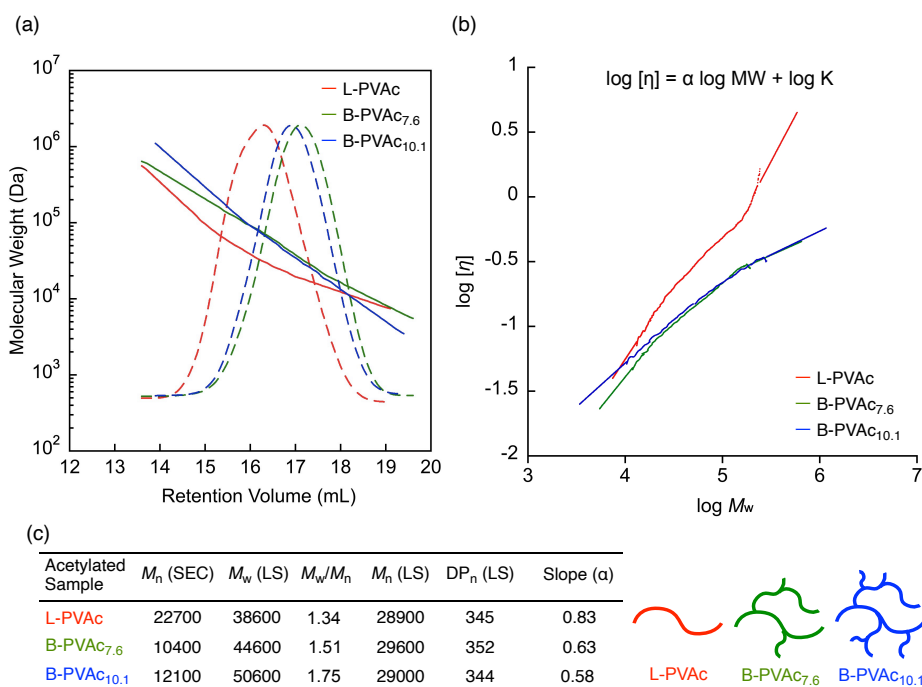 (a)
Molecular Weight (Da)
10⁷
10⁶
10⁵
10⁴
10³
10²
L-PVAc
B-PVAc₇.₆
B-PVAc₁₀.₁
12 13 14 15 16 17 18 19 20
Retention Volume (mL)
(b)
log [η] = α log MW + log K
log [η]
1
0.5
0
-0.5
-1
-1.5
-2
L-PVAc
B-PVAc₇.₆
B-PVAc₁₀.₁
3 4 5 6 7
log Mw
(c)
Acetylated Sample Mₙ (SEC) M_w (LS) M_w/Mₙ Mₙ (LS) DPₙ (LS) Slope (α)
L-PVAc 22700 38600 1.34 28900 345 0.83
B-PVAc₇.₆ 10400 44600 1.51 29600 352 0.63
B-PVAc₁₀.₁ 12100 50600 1.75 29000 344 0.58
L-PVAc B-PVAc₇.₆ B-PVAc₁₀.₁